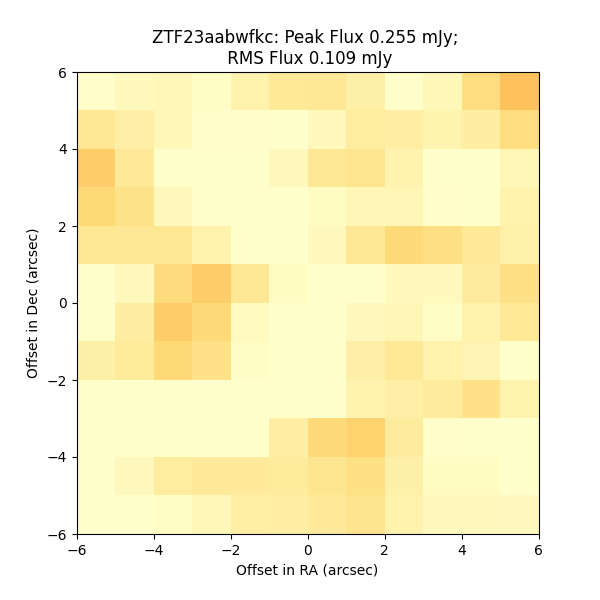 ZTF23aabwfkc: Peak Flux 0.255 mJy;
RMS Flux 0.109 mJy
6
4
2
0
−2
−4
−6
Offset in Dec (arcsec)
−6 −4 −2 0 2 4 6
Offset in RA (arcsec)